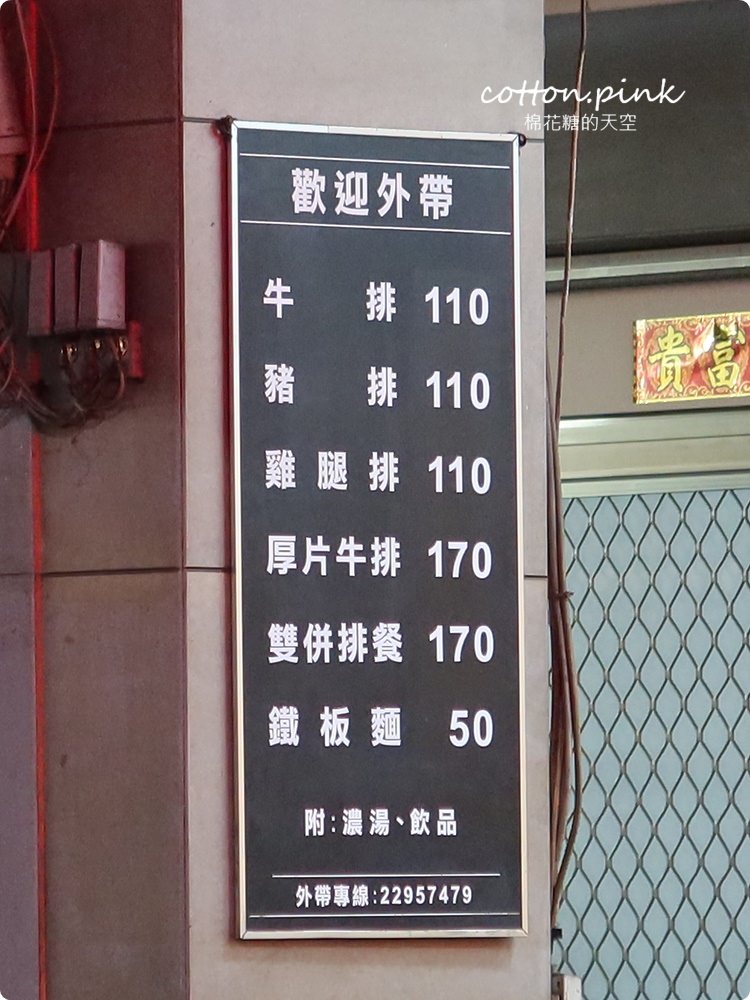 cotton.pink
棉花糖的天空
歡迎外帶
牛排 110
豬排 110
雞腿排 110
厚片牛排 170
雙併排餐 170
鐵板麵 50
附:濃湯、飲品
外帶專線:22957479
貴富